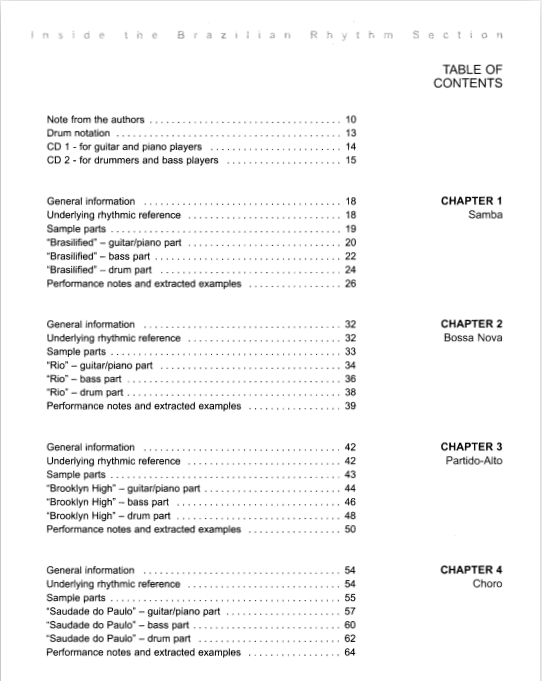 Inside the Brazilian Rhythm Section
TABLE OF
CONTENTS
Note from the authors . . . . . . . . . . . . . . . . . . . . . . . . . . . . . . . . . . 10
Drum notation . . . . . . . . . . . . . . . . . . . . . . . . . . . . . . . . . . . . . . . 13
CD 1 - for guitar and piano players . . . . . . . . . . . . . . . . . . . . . . . . 14
CD 2 - for drummers and bass players . . . . . . . . . . . . . . . . . . . . 15
CHAPTER 1
Samba
General information . . . . . . . . . . . . . . . . . . . . . . . . . . . . . . . . . . . 18
Underlying rhythmic reference . . . . . . . . . . . . . . . . . . . . . . . . . . . 18
Sample parts . . . . . . . . . . . . . . . . . . . . . . . . . . . . . . . . . . . . . . . . 19
“Brasilified” – guitar/piano part . . . . . . . . . . . . . . . . . . . . . . . . . . . 20
“Brasilified” – bass part . . . . . . . . . . . . . . . . . . . . . . . . . . . . . . . . . 22
“Brasilified” – drum part . . . . . . . . . . . . . . . . . . . . . . . . . . . . . . . . 24
Performance notes and extracted examples . . . . . . . . . . . . . . . . 26
CHAPTER 2
Bossa Nova
General information . . . . . . . . . . . . . . . . . . . . . . . . . . . . . . . . . . . 32
Underlying rhythmic reference . . . . . . . . . . . . . . . . . . . . . . . . . . . 32
Sample parts . . . . . . . . . . . . . . . . . . . . . . . . . . . . . . . . . . . . . . . . 33
“Rio” – guitar/piano part . . . . . . . . . . . . . . . . . . . . . . . . . . . . . . . . 34
“Rio” – bass part . . . . . . . . . . . . . . . . . . . . . . . . . . . . . . . . . . . . . 36
“Rio” – drum part . . . . . . . . . . . . . . . . . . . . . . . . . . . . . . . . . . . . . 38
Performance notes and extracted examples . . . . . . . . . . . . . . . . 39
CHAPTER 3
Partido-Alto
General information . . . . . . . . . . . . . . . . . . . . . . . . . . . . . . . . . . . 42
Underlying rhythmic reference . . . . . . . . . . . . . . . . . . . . . . . . . . . 42
Sample parts . . . . . . . . . . . . . . . . . . . . . . . . . . . . . . . . . . . . . . . . 43
“Brooklyn High” – guitar/piano part . . . . . . . . . . . . . . . . . . . . . . . . 44
“Brooklyn High” – bass part . . . . . . . . . . . . . . . . . . . . . . . . . . . . . 46
“Brooklyn High” – drum part . . . . . . . . . . . . . . . . . . . . . . . . . . . . . 48
Performance notes and extracted examples . . . . . . . . . . . . . . . . 50
CHAPTER 4
Choro
General information . . . . . . . . . . . . . . . . . . . . . . . . . . . . . . . . . . . 54
Underlying rhythmic reference . . . . . . . . . . . . . . . . . . . . . . . . . . . 54
Sample parts . . . . . . . . . . . . . . . . . . . . . . . . . . . . . . . . . . . . . . . . 55
“Saudade do Paulo” – guitar/piano part . . . . . . . . . . . . . . . . . . . . . 57
“Saudade do Paulo” – bass part . . . . . . . . . . . . . . . . . . . . . . . . . . 60
“Saudade do Paulo” – drum part . . . . . . . . . . . . . . . . . . . . . . . . . . 62
Performance notes and extracted examples . . . . . . . . . . . . . . . . 64